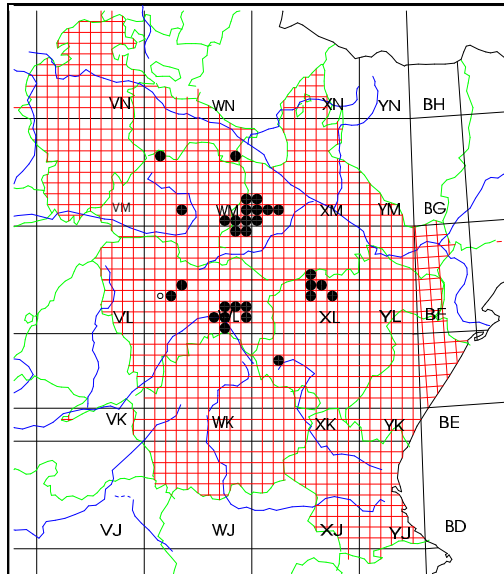 VN WN XN YN BH
VM WM XM YM BG
VL WL XL YL BF
VK WK XK YK BE
VJ WJ XJ YJ BD